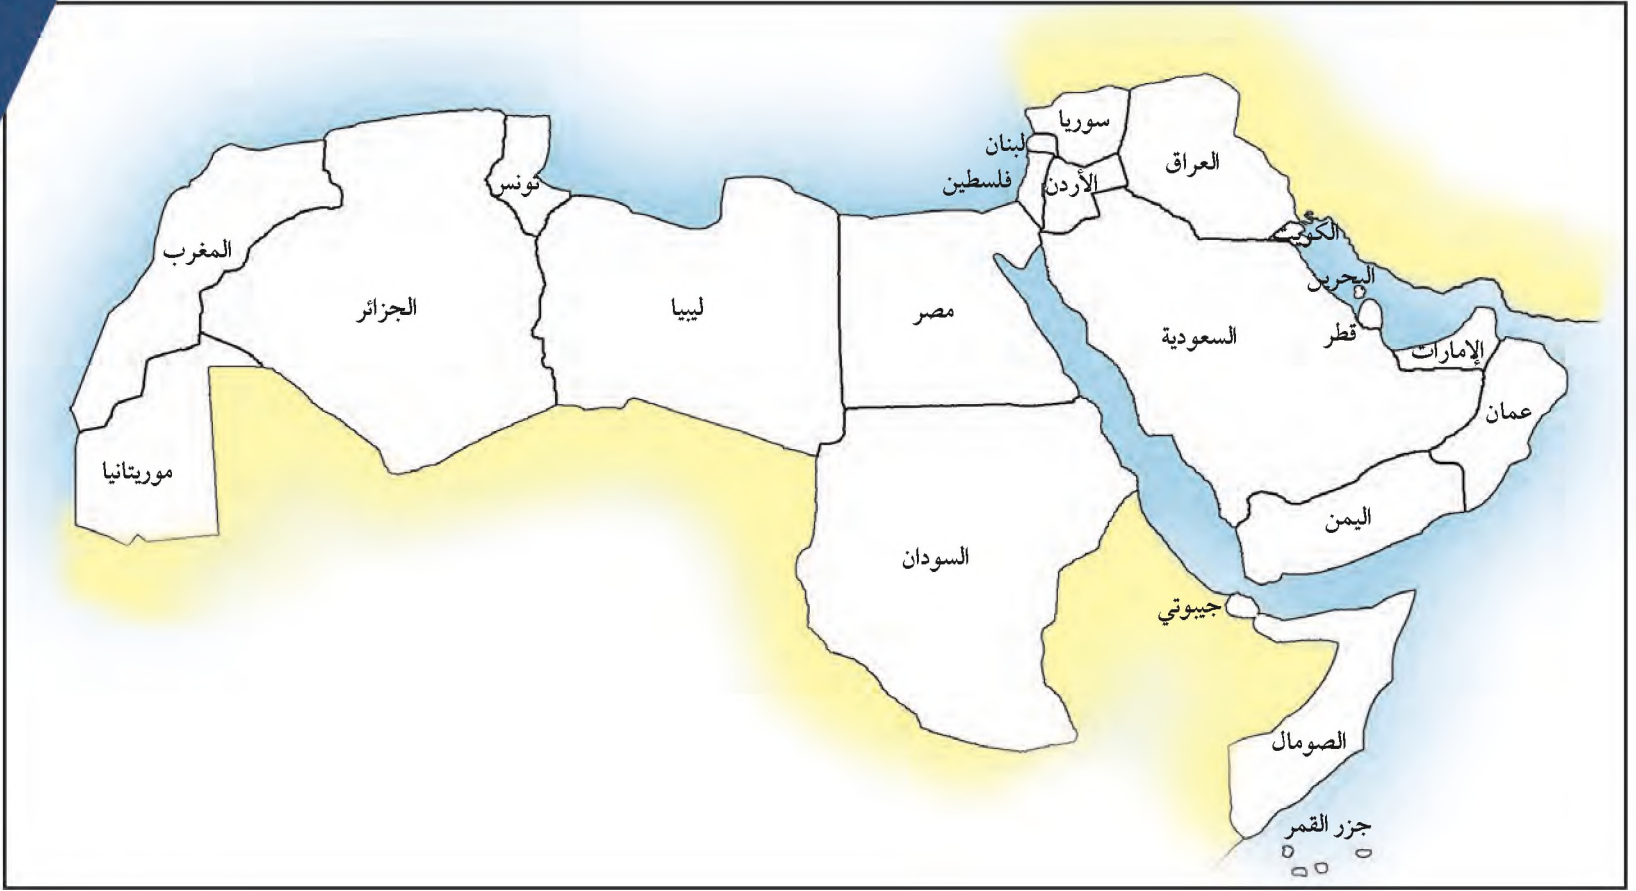 سوريا
لبنان
العراق
فلسطين
الأردن
تونس
الكويت
المغرب
البحرين
الجزائر
ليبيا
مصر
السعودية
قطر
الإمارات
عمان
موريتانيا
اليمن
السودان
جيبوتي
الصومال
جزر القمر